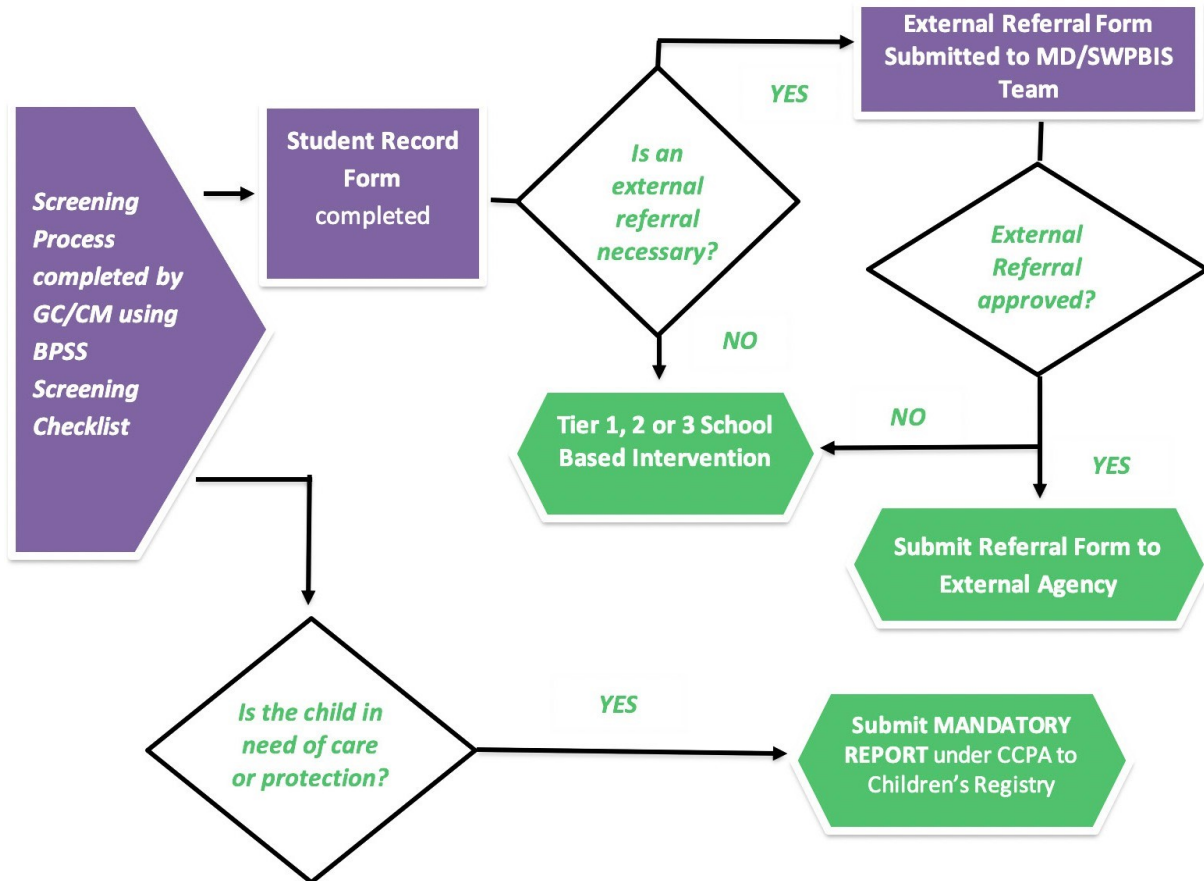 Screening
Process
completed by
GC/CM using
BPSS
Screening
Checklist
Student Record
Form
completed
Is an
external
referral
necessary?
YES
External Referral Form
Submitted to MD/SWPBIS
Team
External
Referral
approved?
NO
Tier 1, 2 or 3 School
Based Intervention
NO
YES
Submit Referral Form to
External Agency
Is the child in
need of care
or protection?
YES
Submit MANDATORY
REPORT under CCPA to
Children’s Registry